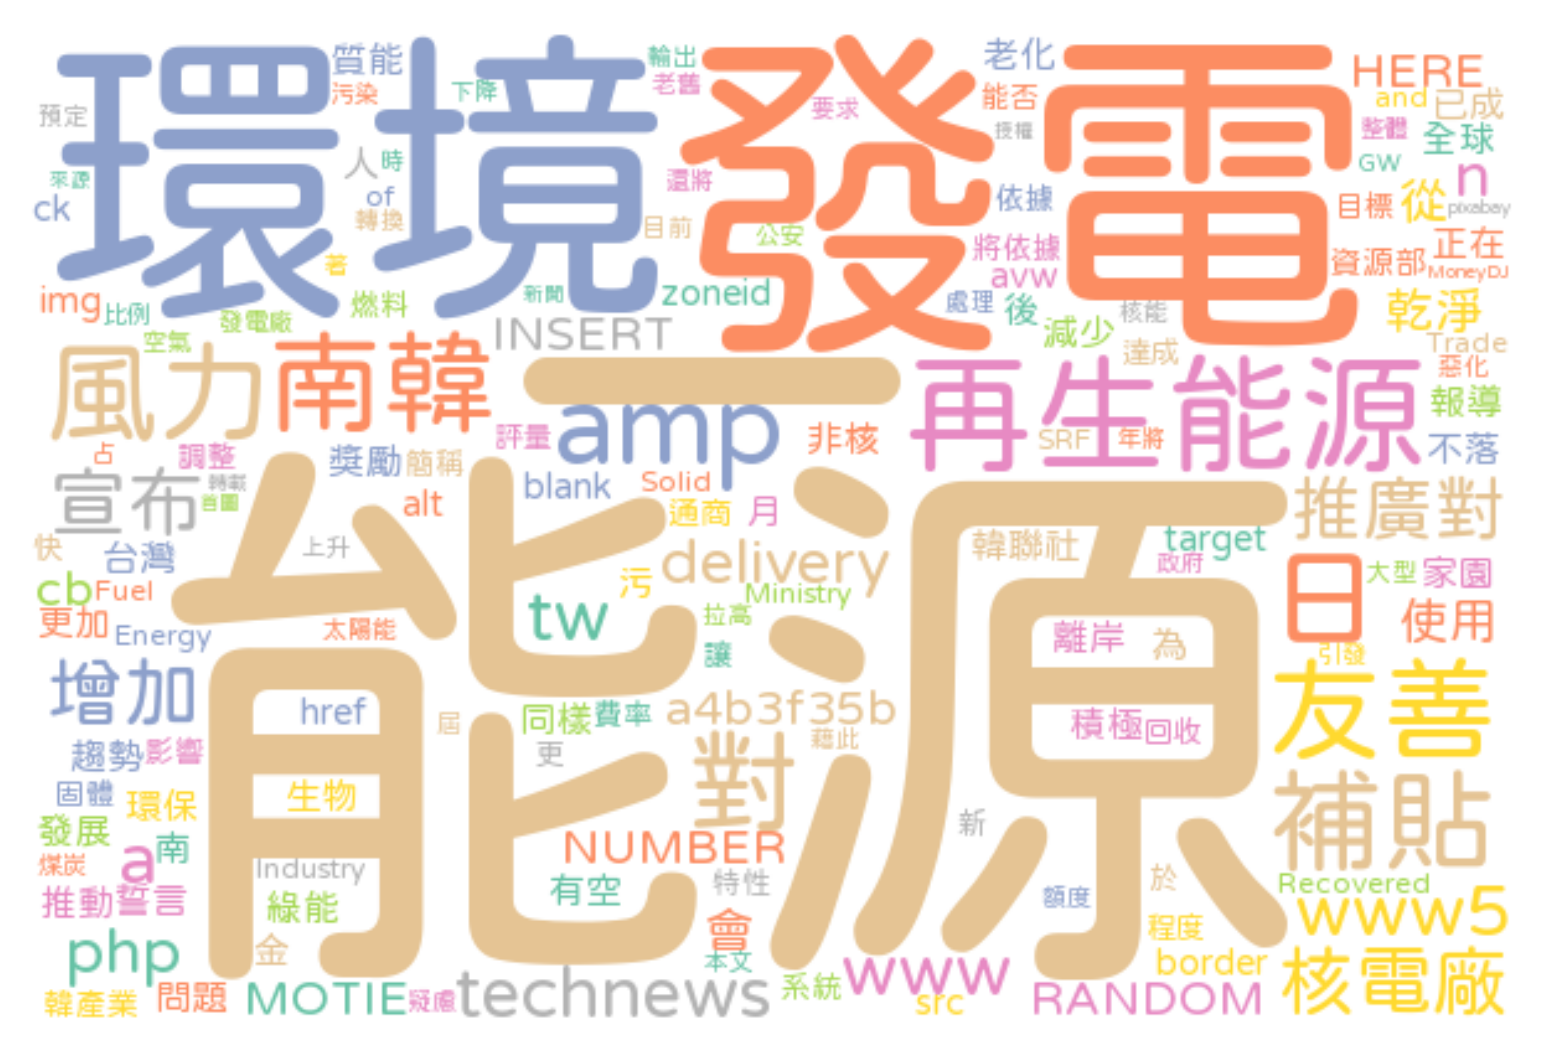 環境
發電
質能
污染
下降
輸出
老舊
要求
老化
能否
授權
HERE
and
已成
整體
全球
GW
預定
人
時
來源
of
ck
轉換
還將
目前
公安
依據
目標
從
n
pixabay
將依據
正在
資源部
MoneyDJ
avw
著
img
比例
燃料
新聞
zoneid
處理
後
核能
減少
乾淨
發電廠
空氣
INSERT
達成
Trade
惡化
風力
南韓
一
再生能源
報導
amp
評量
非核
SRF
年將
不落
占
調整
獎勵
簡稱
宣布
轉載
首圖
alt
blank
Solid
通商
月
推廣對
能源
快
台灣
上升
delivery
韓聯社
target
政府
日
大型
家園
cb
Fuel
污
Ministry
更加
Energy
太陽能
tw
拉高
讓
離岸
為
使用
引發
友善
增加
href
屆
同樣
費率
a4b3f35b
積極
回收
趨勢
影響
更
藉此
對
補貼
固體
環保
生物
發展
新
煤炭
a
南
Industry
NUMBER
特性
於
Recovered
推動
誓言
綠能
有空
額度
www5
金
會
程度
php
本文
border
核電廠
韓產業
問題
MOTIE
疑慮
technews
系統
www
src
RANDOM